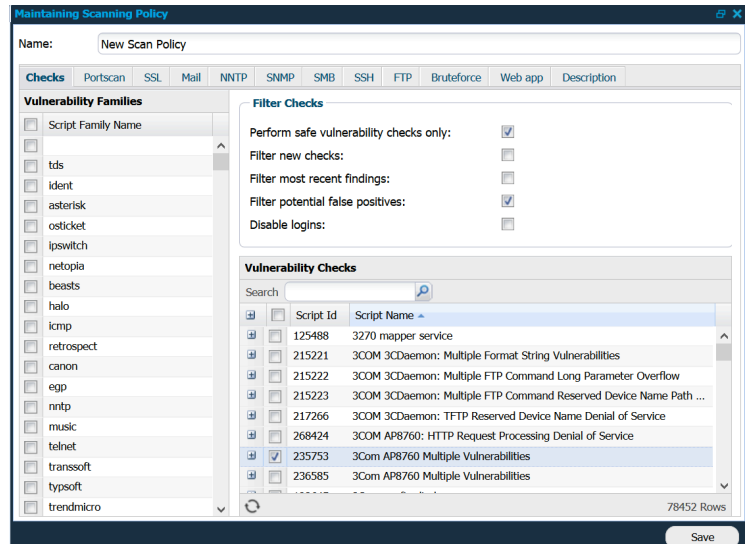 Maintaining Scanning Policy
Name: New Scan Policy
Checks Portscan SSL Mail NNTP SNMP SMB SSH FTP Bruteforce Web app Description
Vulnerability Families
Script Family Name
tds
ident
asterisk
osticket
ipswitch
netopia
beasts
halo
icmp
retrospect
canon
egp
nntp
music
telnet
transsoft
typsoft
trendmicro
Filter Checks
Perform safe vulnerability checks only:
Filter new checks:
Filter most recent findings:
Filter potential false positives:
Disable logins:
Vulnerability Checks
Search
Script Id Script Name
125488 3270 mapper service
215221 3COM 3CDaemon: Multiple Format String Vulnerabilities
215222 3COM 3CDaemon: Multiple FTP Command Long Parameter Overflow
215223 3COM 3CDaemon: Multiple FTP Command Reserved Device Name Path ...
217266 3COM 3CDaemon: TFTP Reserved Device Name Denial of Service
268424 3COM AP8760: HTTP Request Processing Denial of Service
235753 3Com AP8760 Multiple Vulnerabilities
236585 3Com AP8760 Multiple Vulnerabilities
78452 Rows
Save